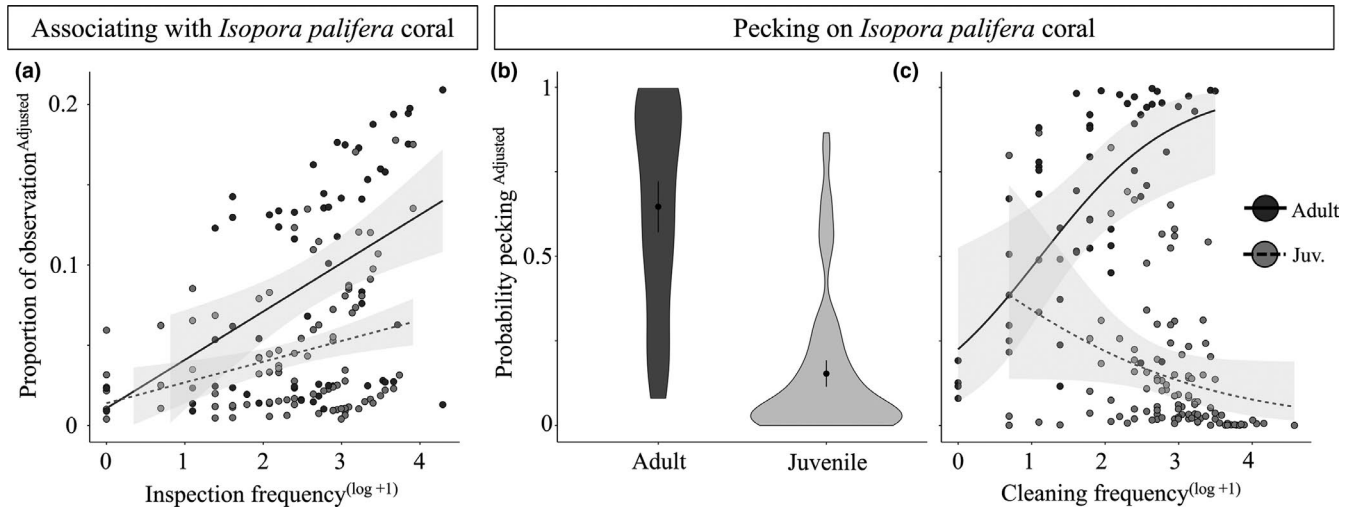 Associating with Isopora palifera coral
Pecking on Isopora palifera coral
(a)
Proportion of observation^Adjusted
0.2
0.1
0
0 1 2 3 4
Inspection frequency^(log +1)
(b)
Probability pecking ^Adjusted
1
0.5
0
Adult Juvenile
(c)
0 1 2 3 4
Cleaning frequency^(log +1)
Adult
Juv.